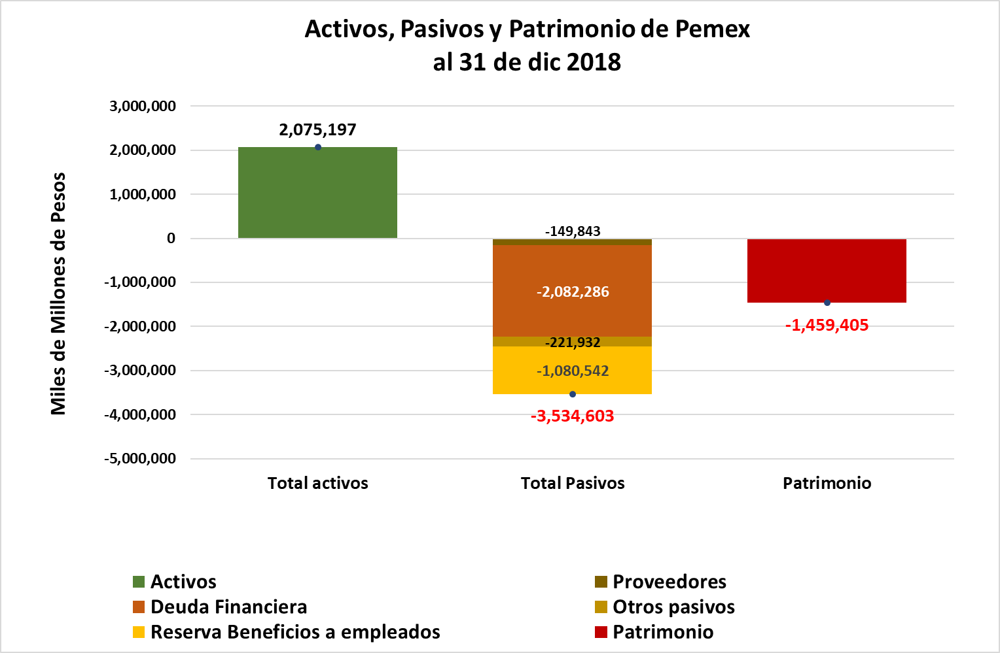 Activos, Pasivos y Patrimonio de Pemex
al 31 de dic 2018
Miles de Millones de Pesos
3,000,000
2,000,000
1,000,000
0
-1,000,000
-2,000,000
-3,000,000
-4,000,000
-5,000,000
2,075,197
-149,843
-2,082,286
-221,932
-1,080,542
-3,534,603
-1,459,405
Total activos
Total Pasivos
Patrimonio
Activos
Proveedores
Deuda Financiera
Otros pasivos
Reserva Beneficios a empleados
Patrimonio